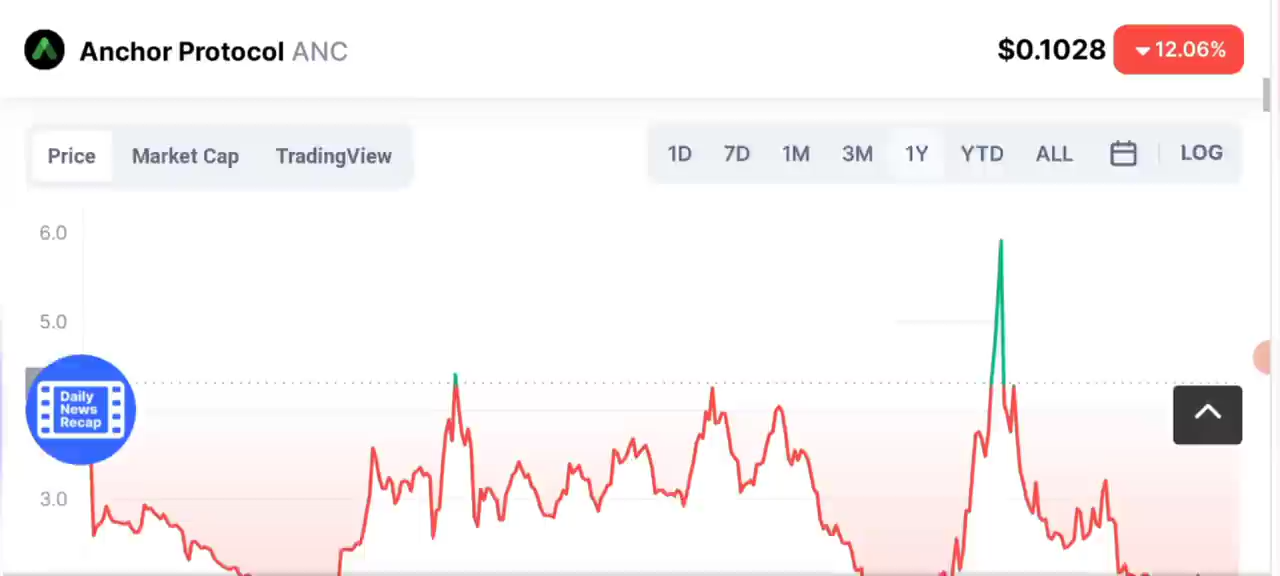 Anchor Protocol ANC
$0.1028 12.06%
Price Market Cap TradingView
1D 7D 1M 3M 1Y YTD ALL LOG
6.0
5.0
Daily
News
Recap
3.0